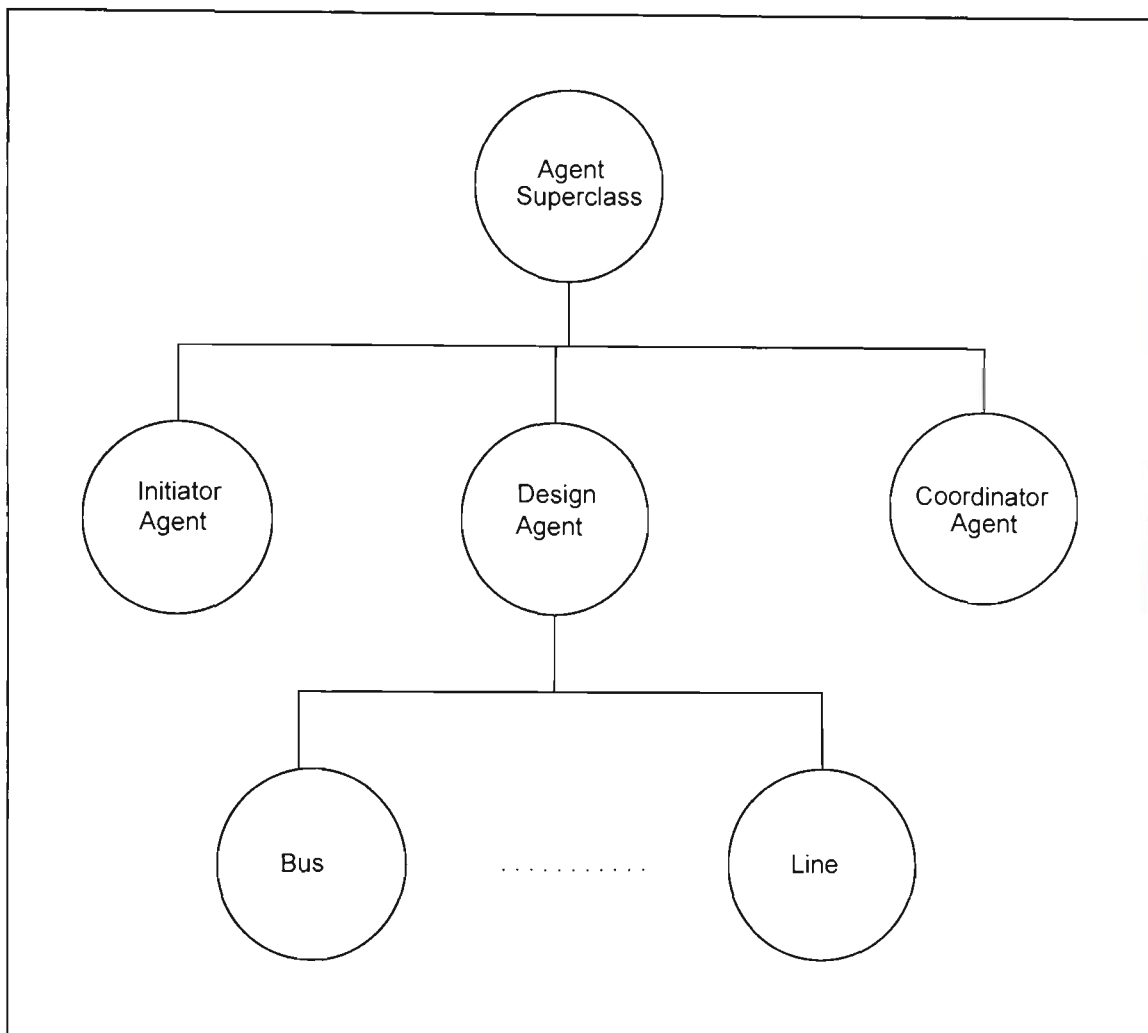 Agent
Superclass
Initiator
Agent
Design
Agent
Coordinator
Agent
Bus
...........
Line